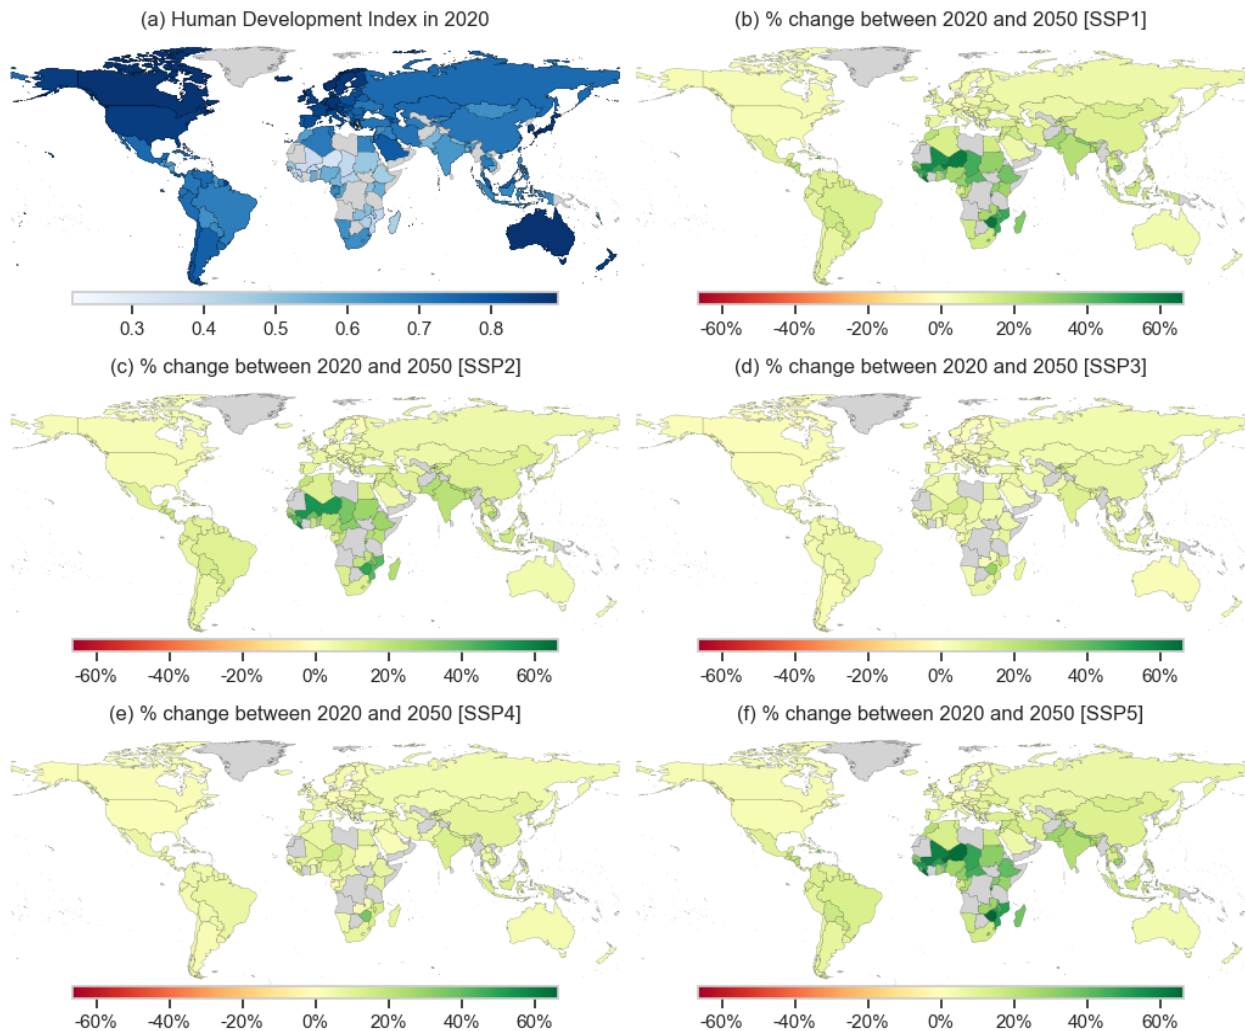 (a) Human Development Index in 2020
(b) % change between 2020 and 2050 [SSP1]
0.3 0.4 0.5 0.6 0.7 0.8
-60% -40% -20% 0% 20% 40% 60%
(c) % change between 2020 and 2050 [SSP2]
(d) % change between 2020 and 2050 [SSP3]
-60% -40% -20% 0% 20% 40% 60%
-60% -40% -20% 0% 20% 40% 60%
(e) % change between 2020 and 2050 [SSP4]
(f) % change between 2020 and 2050 [SSP5]
-60% -40% -20% 0% 20% 40% 60%
-60% -40% -20% 0% 20% 40% 60%